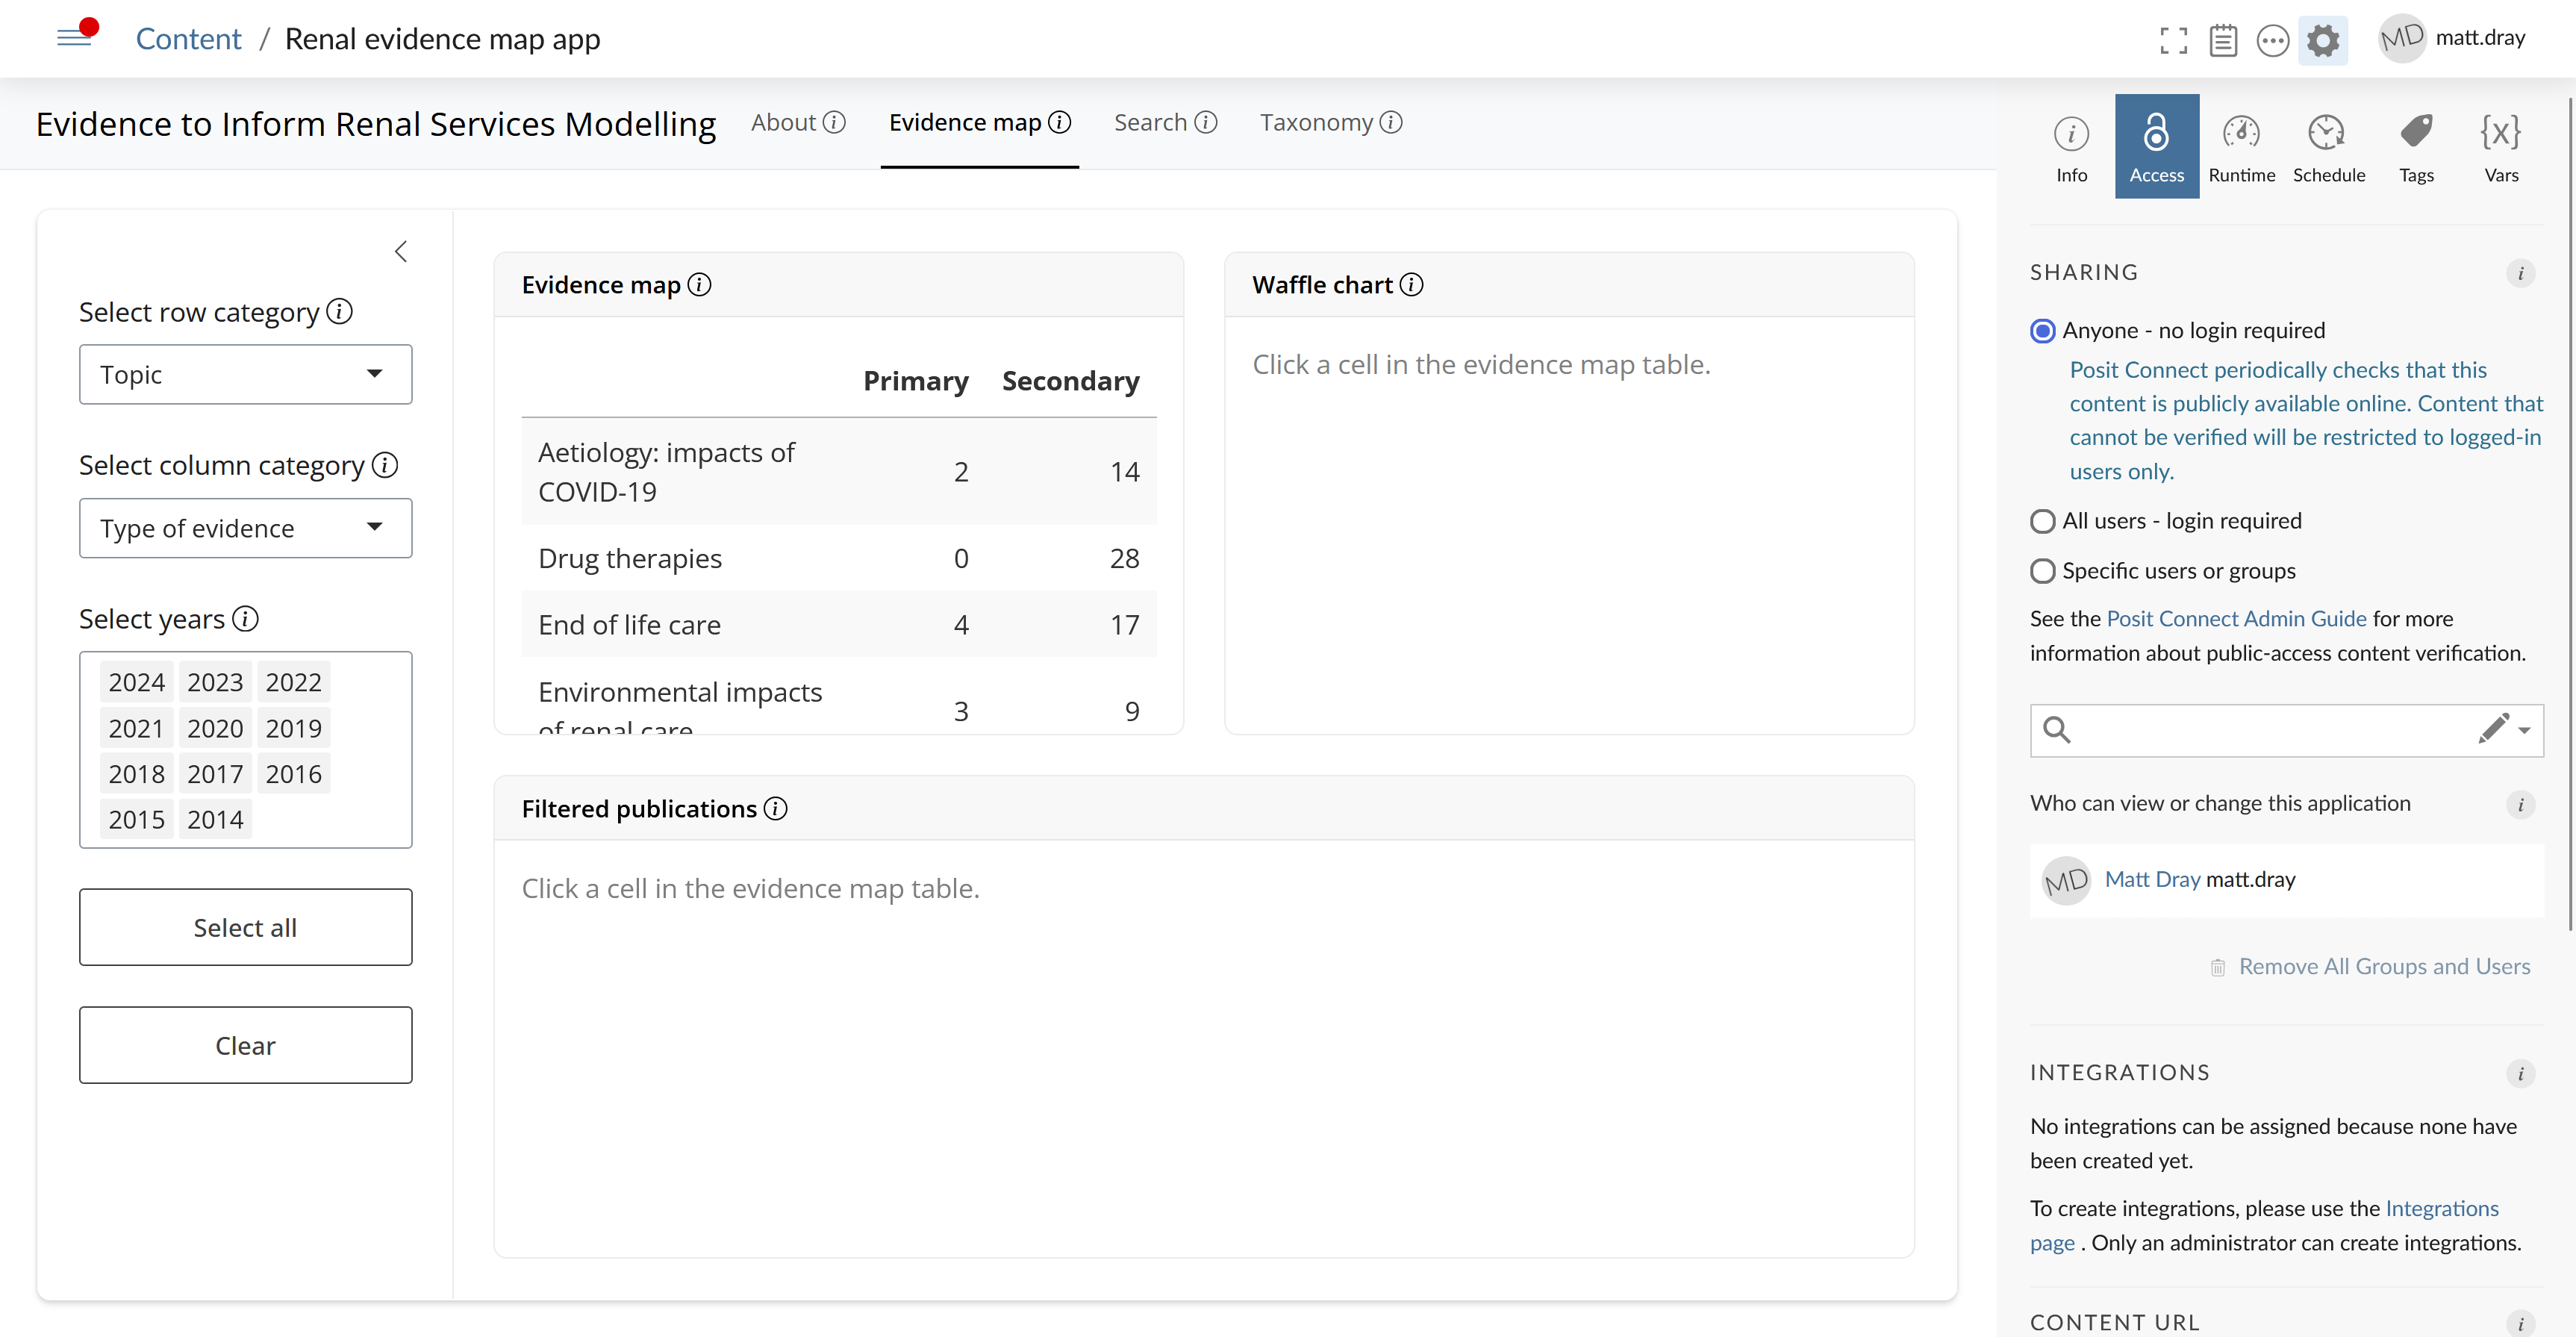 Content / Renal evidence map app
MD matt.dray
Evidence to Inform Renal Services Modelling
About
Evidence map
Search
Taxonomy
Select row category
Topic
Select column category
Type of evidence
Select years
2024 2023 2022
2021 2020 2019
2018 2017 2016
2015 2014
Select all
Clear
Evidence map
Primary Secondary
Aetiology: impacts of
COVID-19
2 14
Drug therapies 0 28
End of life care 4 17
Environmental impacts
of renal care
3 9
Waffle chart
Click a cell in the evidence map table.
Filtered publications
Click a cell in the evidence map table.
Info
Access
Runtime
Schedule
Tags
{x}
Vars
SHARING
Anyone - no login required
Posit Connect periodically checks that this
content is publicly available online. Content that
cannot be verified will be restricted to logged-in
users only.
All users - login required
Specific users or groups
See the Posit Connect Admin Guide for more
information about public-access content verification.
Who can view or change this application
MD Matt Dray matt.dray
Remove All Groups and Users
INTEGRATIONS
No integrations can be assigned because none have
been created yet.
To create integrations, please use the Integrations
page . Only an administrator can create integrations.
CONTENT URL